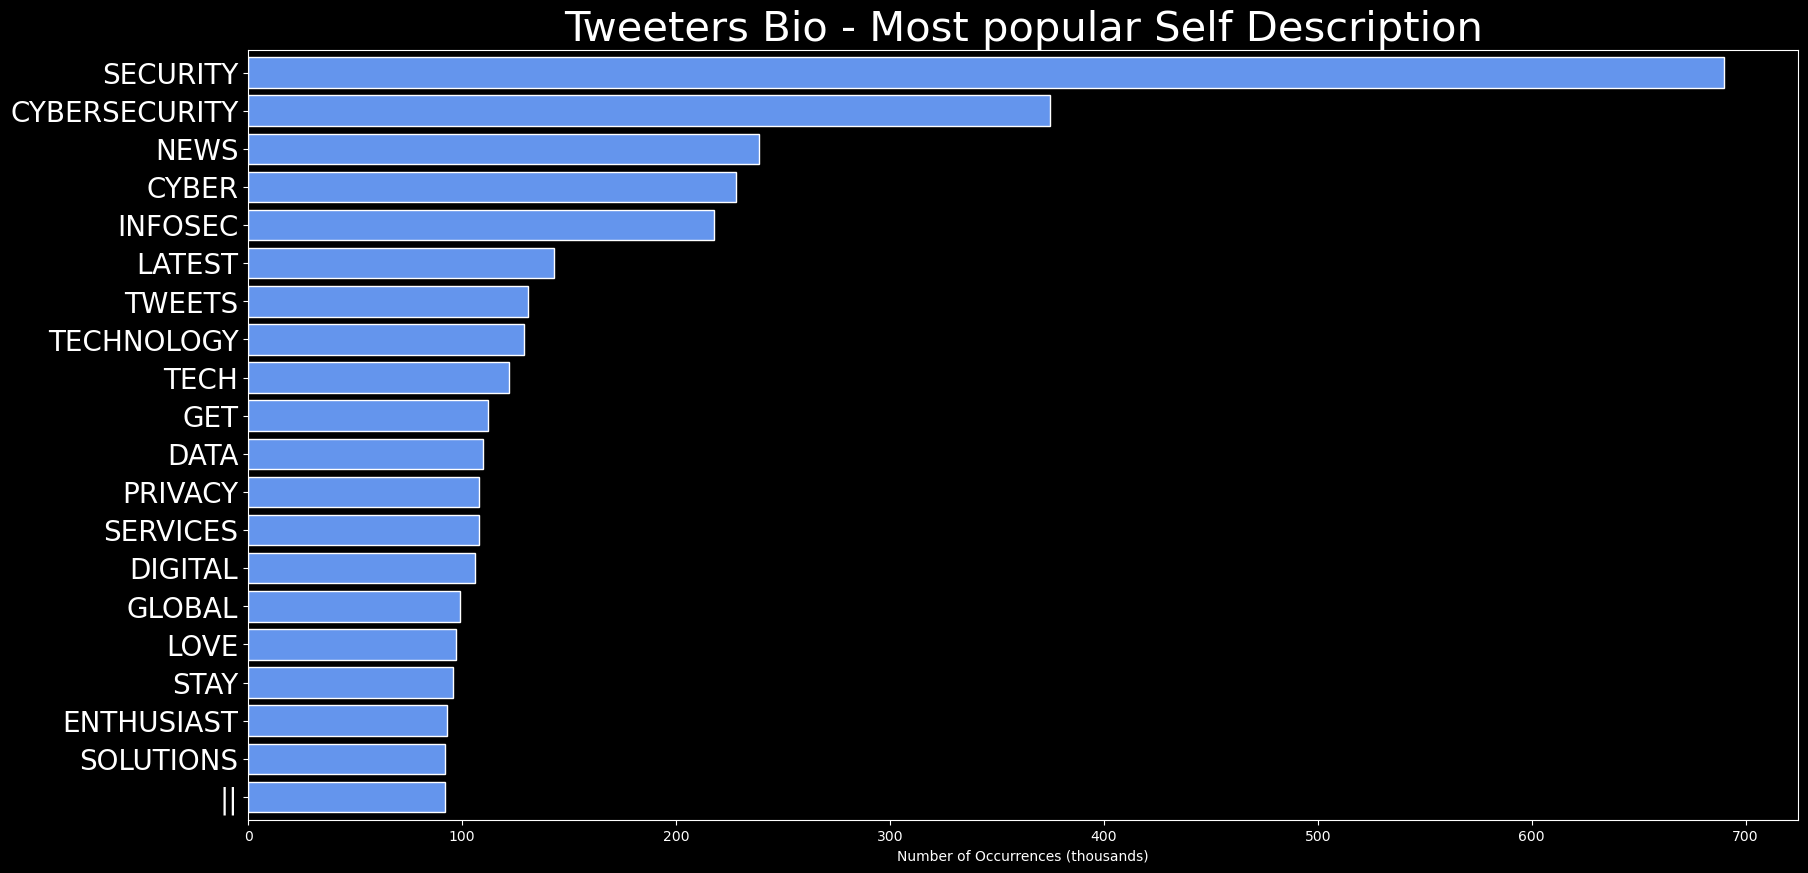 Tweeters Bio - Most popular Self Description
SECURITY
CYBERSECURITY
NEWS
CYBER
INFOSEC
LATEST
TWEETS
TECHNOLOGY
TECH
GET
DATA
PRIVACY
SERVICES
DIGITAL
GLOBAL
LOVE
STAY
ENTHUSIAST
SOLUTIONS
||
0 100 200 300 400 500 600 700
Number of Occurrences (thousands)